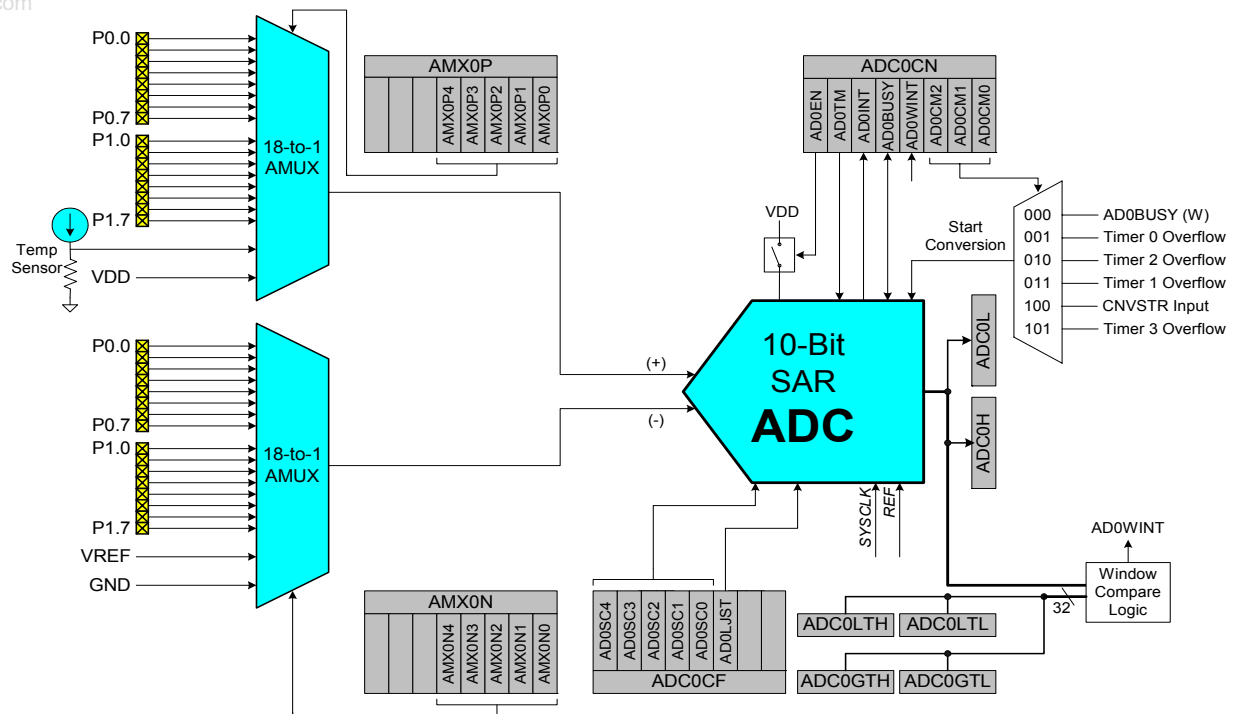 com
P0.0
P0.7
P1.0
P1.7
Temp
Sensor
VDD
18-to-1
AMUX
AMX0P
AMX0P4
AMX0P3
AMX0P2
AMX0P1
AMX0P0
ADC0CN
AD0EN
AD0TM
AD0INT
AD0BUSY
AD0WINT
AD0CM2
AD0CM1
AD0CM0
VDD
Start
Conversion
000
001
010
011
100
101
AD0BUSY (W)
Timer 0 Overflow
Timer 2 Overflow
Timer 1 Overflow
CNVSTR Input
Timer 3 Overflow
P0.0
P0.7
P1.0
P1.7
VREF
GND
18-to-1
AMUX
(+)
(-)
10-Bit
SAR
ADC
ADC0L
ADC0H
SYSCLK
REF
AMX0N
AMX0N4
AMX0N3
AMX0N2
AMX0N1
AMX0N0
AD0SC4
AD0SC3
AD0SC2
AD0SC1
AD0SC0
AD0LJST
ADC0CF
AD0WINT
Window
Compare
Logic
32
ADC0LTH
ADC0LTL
ADC0GTH
ADC0GTL